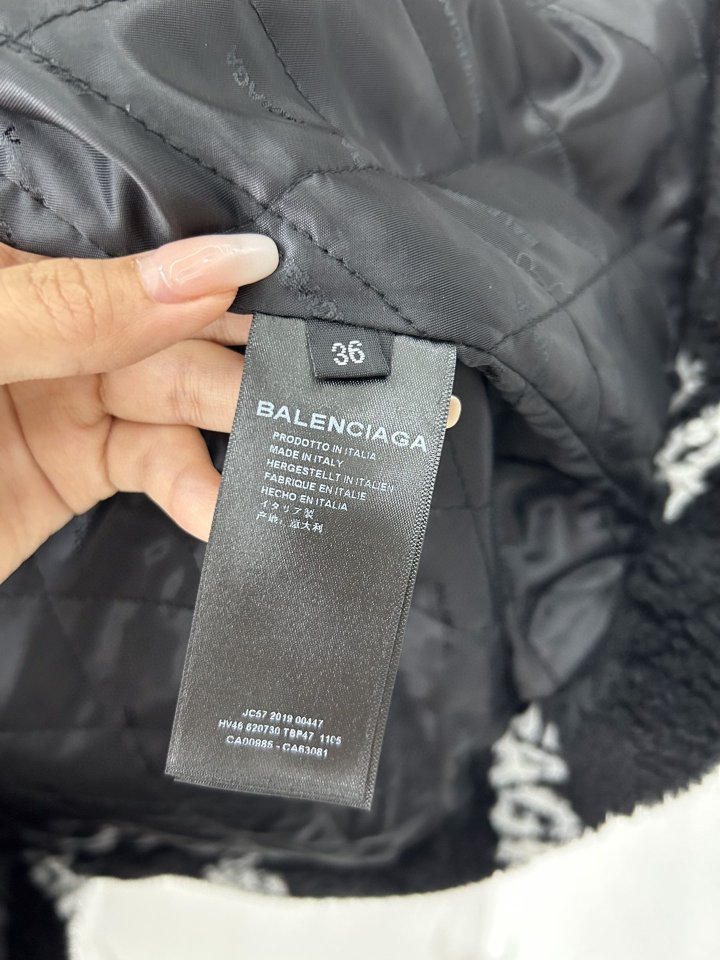 36
BALENCIAGA
PRODOTTO IN ITALIA
MADE IN ITALY
HERGESTELLT IN ITALIEN
FABRIQUE EN ITALIE
HECHO EN ITALIA
イタリア製
产地：意大利
JC57 2019 00447
HV46 620730 TBP47 1105
CA00985 - CA63081